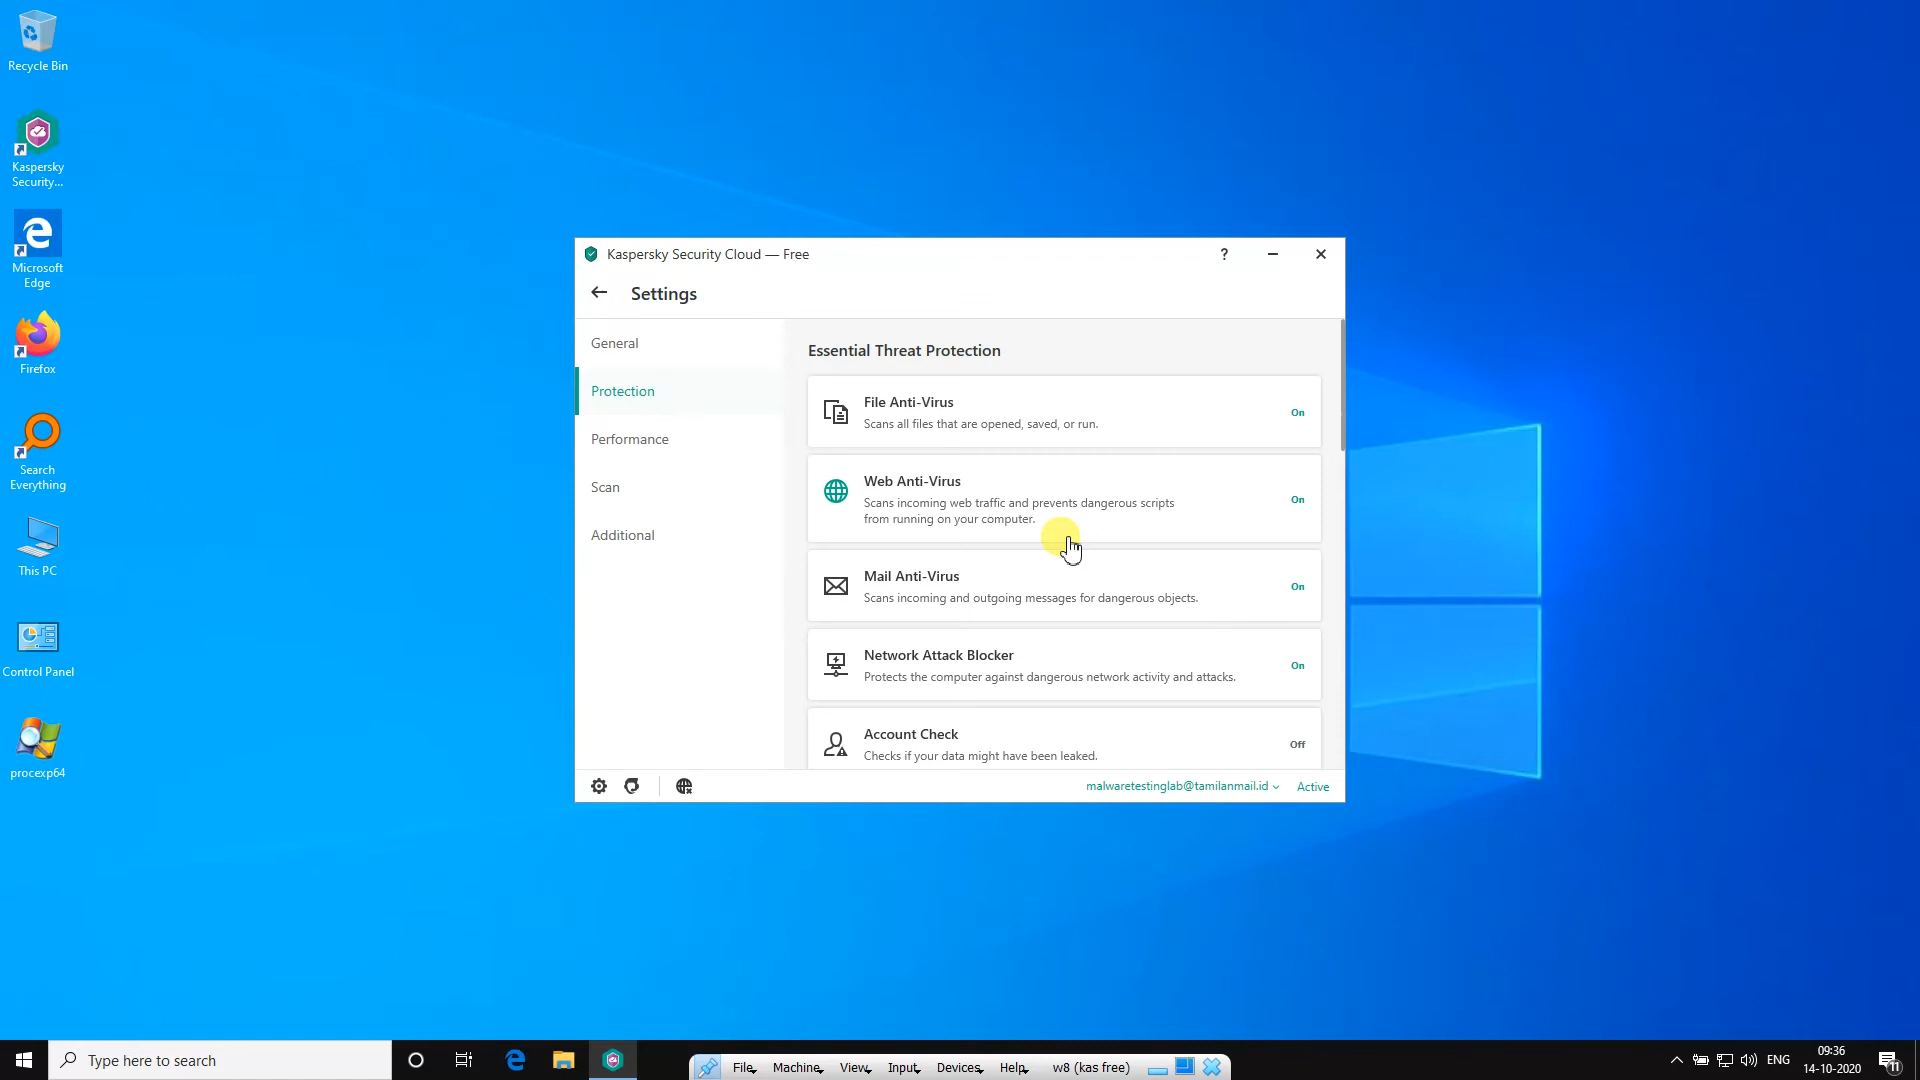 Recycle Bin
Kaspersky
Security...
Microsoft
Edge
Firefox
Search
Everything
This PC
Control Panel
procexp64
Kaspersky Security Cloud — Free
?
Settings
General
Protection
Performance
Scan
Additional
Essential Threat Protection
File Anti-Virus
Scans all files that are opened, saved, or run.
On
Web Anti-Virus
Scans incoming web traffic and prevents dangerous scripts
from running on your computer.
On
Mail Anti-Virus
Scans incoming and outgoing messages for dangerous objects.
On
Network Attack Blocker
Protects the computer against dangerous network activity and attacks.
On
Account Check
Checks if your data might have been leaked.
Off
malwaretestinglab@tamilanmail.id
Active
Type here to search
File Machine View Input Devices Help w8 (kas free)
ENG
09:36
14-10-2020
11